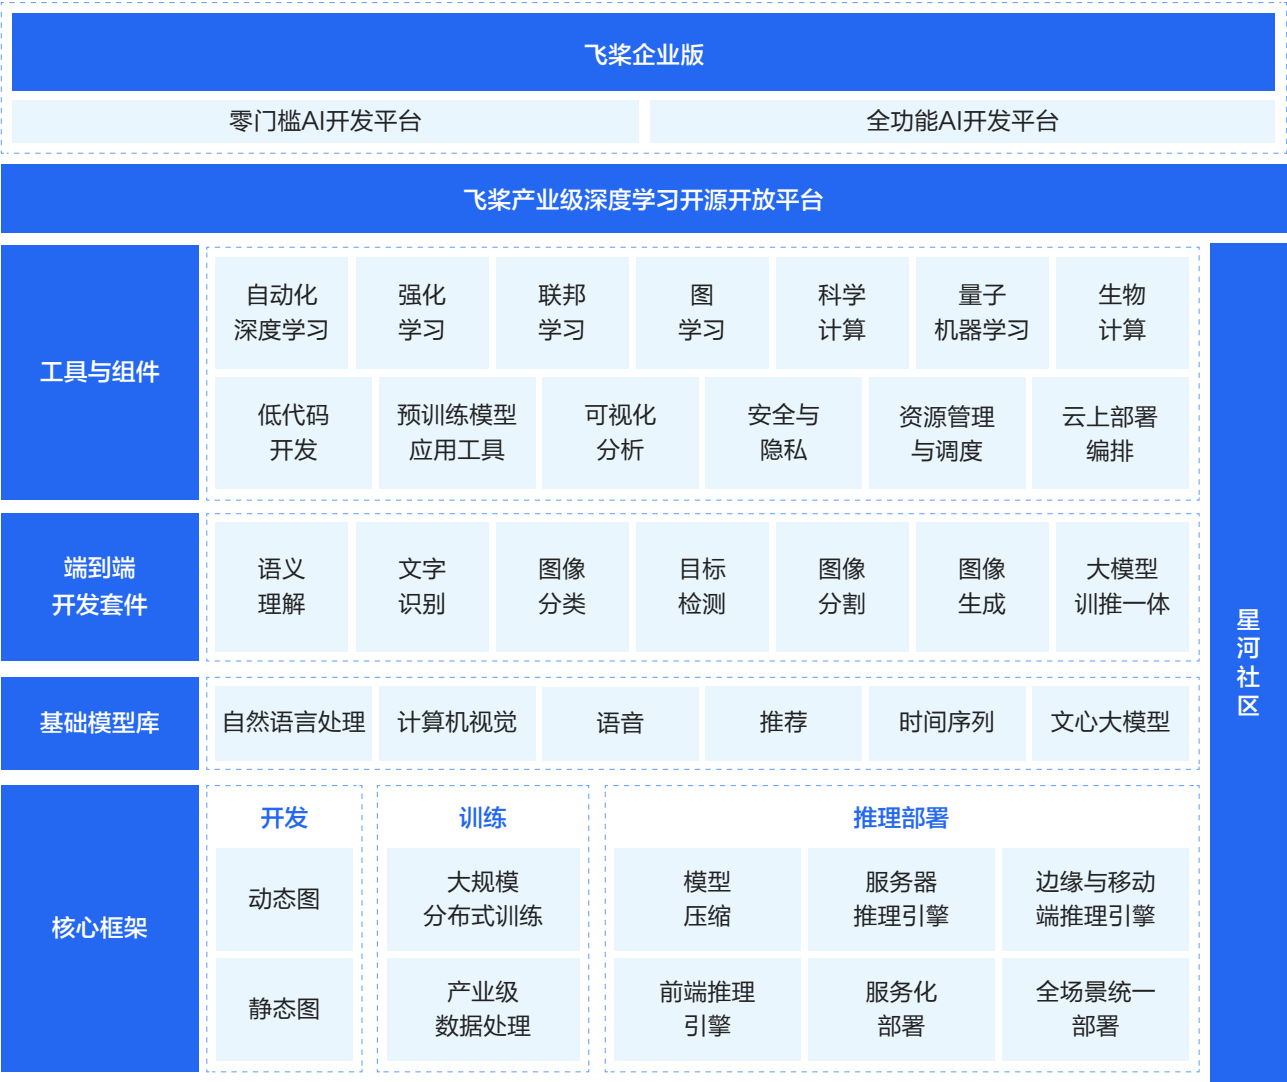 飞桨企业版
零门槛AI开发平台
全功能AI开发平台
飞桨产业级深度学习开源开放平台
工具与组件
自动化
深度学习
强化
学习
联邦
学习
图
学习
科学
计算
量子
机器学习
生物
计算
低代码
开发
预训练模型
应用工具
可视化
分析
安全与
隐私
资源管理
与调度
云上部署
编排
端到端
开发套件
语义
理解
文字
识别
图像
分类
目标
检测
图像
分割
图像
生成
大模型
训推一体
基础模型库
自然语言处理
计算机视觉
语音
推荐
时间序列
文心大模型
核心框架
开发
动态图
静态图
训练
大规模
分布式训练
产业级
数据处理
推理部署
模型
压缩
服务器
推理引擎
边缘与移动
端推理引擎
前端推理
引擎
服务化
部署
全场景统一
部署
星河社区